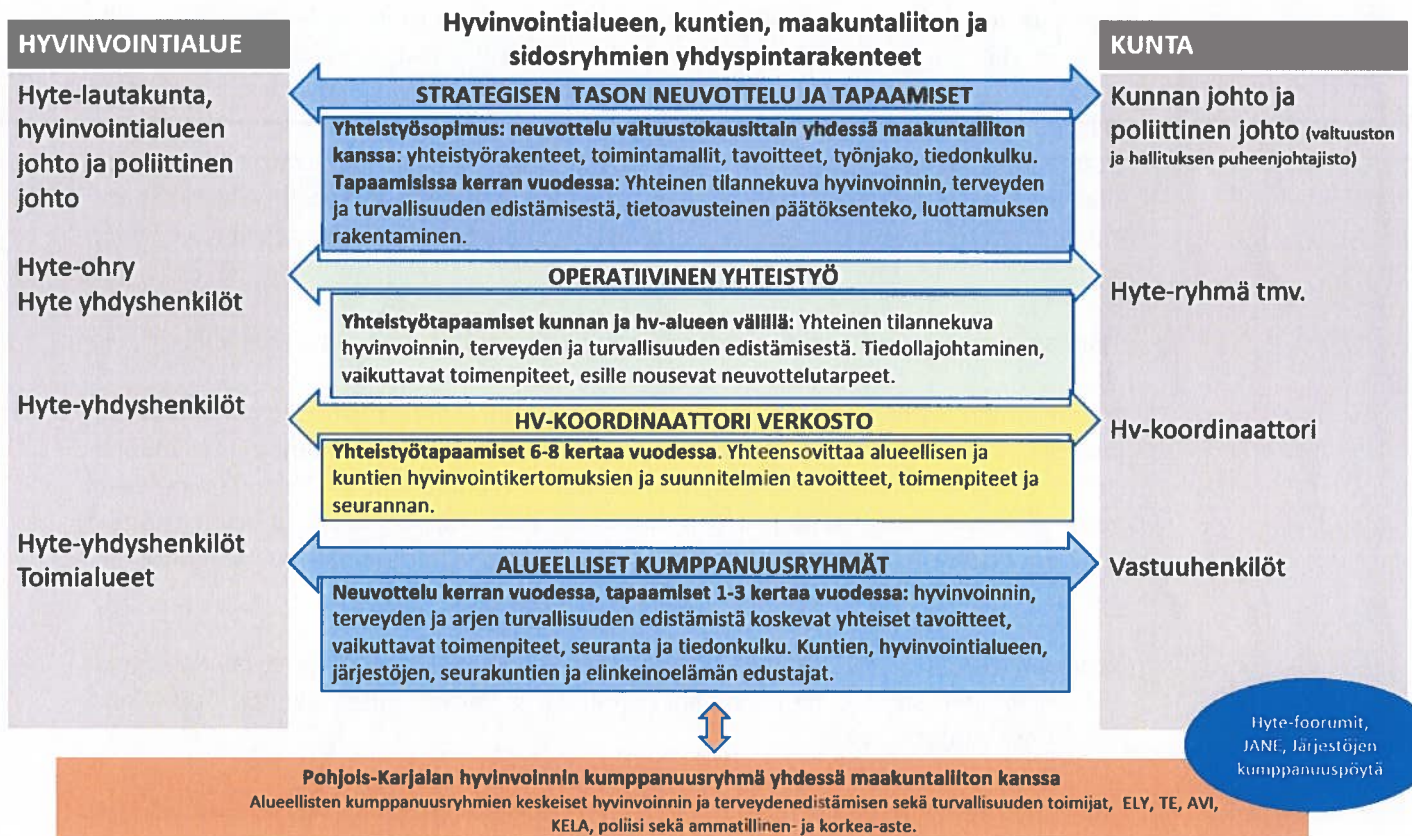 Hyvinvointialueen, kuntien, maakuntaliiton ja
sidosryhmien yhdyspintarakenteet
HYVINVOINTIALUE
KUNTA
Hyte-lautakunta,
hyvinvointialueen
johto ja poliittinen
johto
STRATEGISEN TASON NEUVOTTELU JA TAPAAMISET
Yhteistyösopimus: neuvottelu valtuustokausittain yhdessä maakuntaliiton
kanssa: yhteistyörakenteet, toimintamallit, tavoitteet, työnjako, tiedonkulku.
Tapaamisissa kerran vuodessa: Yhteinen tilannekuva hyvinvoinnin, terveyden
ja turvallisuuden edistämisestä, tietoavusteinen päätöksenteko, luottamuksen
rakentaminen.
Kunnan johto ja
poliittinen johto (valtuuston
ja hallituksen puheenjohtajisto)
Hyte-ohry
Hyte yhdyshenkilöt
OPERATIIVINEN YHTEISTYÖ
Yhteistyötapaamiset kunnan ja hv-alueen välillä: Yhteinen tilannekuva
hyvinvoinnin, terveyden ja turvallisuuden edistämisestä. Tiedollajohtaminen,
vaikuttavat toimenpiteet, esille nousevat neuvottelutarpeet.
Hyte-ryhmä tmv.
Hyte-yhdyshenkilöt
HV-KOORDINAATTORI VERKOSTO
Yhteistyötapaamiset 6-8 kertaa vuodessa. Yhteensovittaa alueellisen ja
kuntien hyvinvointikertomuksien ja suunnitelmien tavoitteet, toimenpiteet ja
seurannan.
Hv-koordinaattori
Hyte-yhdyshenkilöt
Toimialueet
ALUEELLISET KUMPPANUUSRYHMÄT
Neuvottelu kerran vuodessa, tapaamiset 1-3 kertaa vuodessa: hyvinvoinnin,
terveyden ja arjen turvallisuuden edistämistä koskevat yhteiset tavoitteet,
vaikuttavat toimenpiteet, seuranta ja tiedonkulku. Kuntien, hyvinvointialueen,
järjestöjen, seurakuntien ja elinkeinoelämän edustajat.
Vastuuhenkilöt
Hyte-foorumit,
JANE, Järjestöjen
kumppanuuspöytä
Pohjois-Karjalan hyvinvoinnin kumppanuusryhmä yhdessä maakuntaliiton kanssa
Alueellisten kumppanuusryhmien keskeiset hyvinvoinnin ja terveydenedistämisen sekä turvallisuuden toimijat, ELY, TE, AVI,
KELA, poliisi sekä ammatillinen- ja korkea-aste.